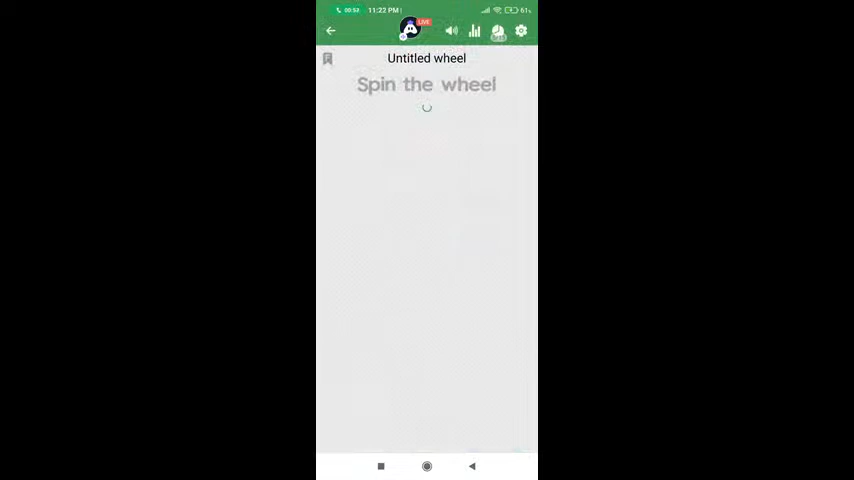 00:52 11:22 PM 61%
LIVE
Untitled wheel
Spin the wheel